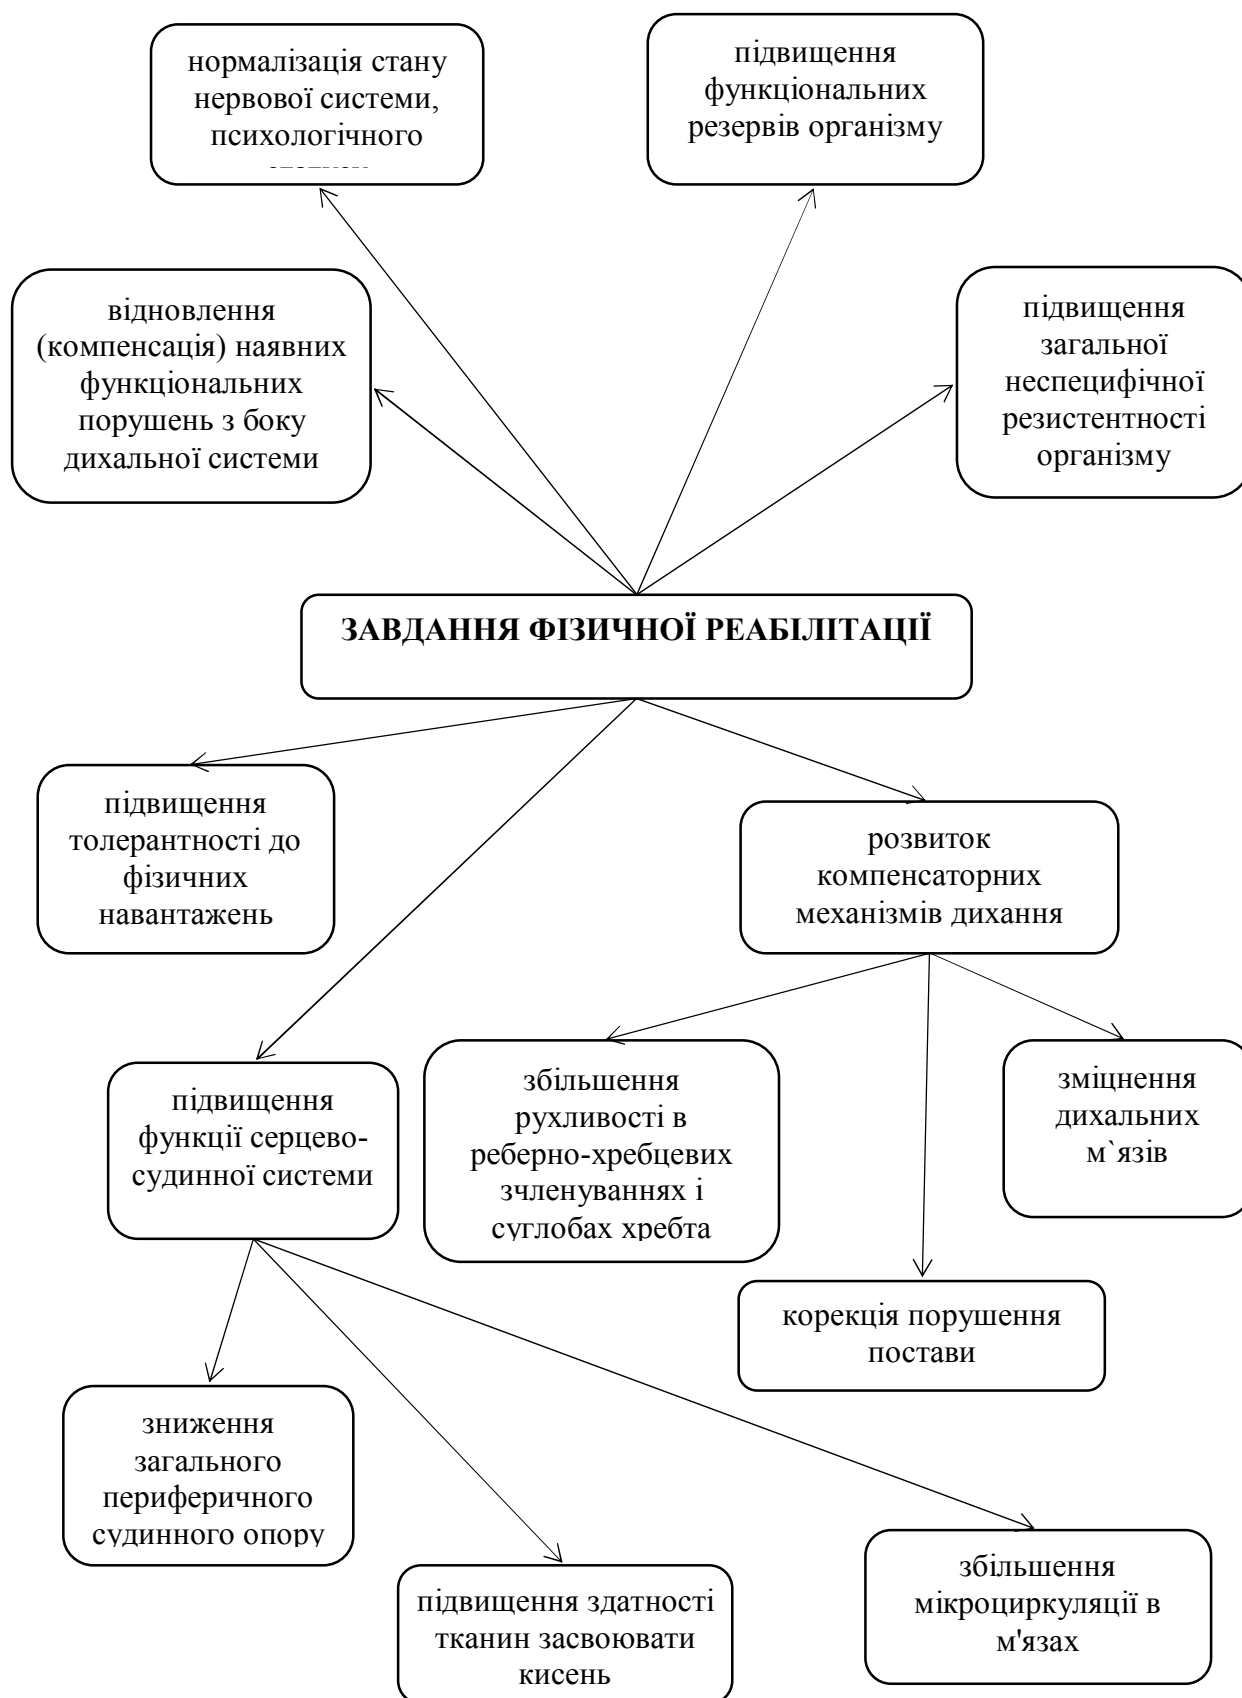 нормалізація стану
нервової системи,
психологічного
підвищення
функціональних
резервів організму
відновлення
(компенсація) наявних
функціональних
порушень з боку
дихальної системи
підвищення
загальної
неспецифічної
резистентності
організму
ЗАВДАННЯ ФІЗИЧНОЇ РЕАБІЛІТАЦІЇ
підвищення
толерантності до
фізичних
навантажень
розвиток
компенсаторних
механізмів дихання
підвищення
функції серцево-
судинної системи
збільшення
рухливості в
реберно-хребцевих
зчленуваннях і
суглобах хребта
зміцнення
дихальних
м`язів
корекція порушення
постави
зниження
загального
периферичного
судинного опору
підвищення здатності
тканин засвоювати
кисень
збільшення
мікроциркуляції в
м'язах